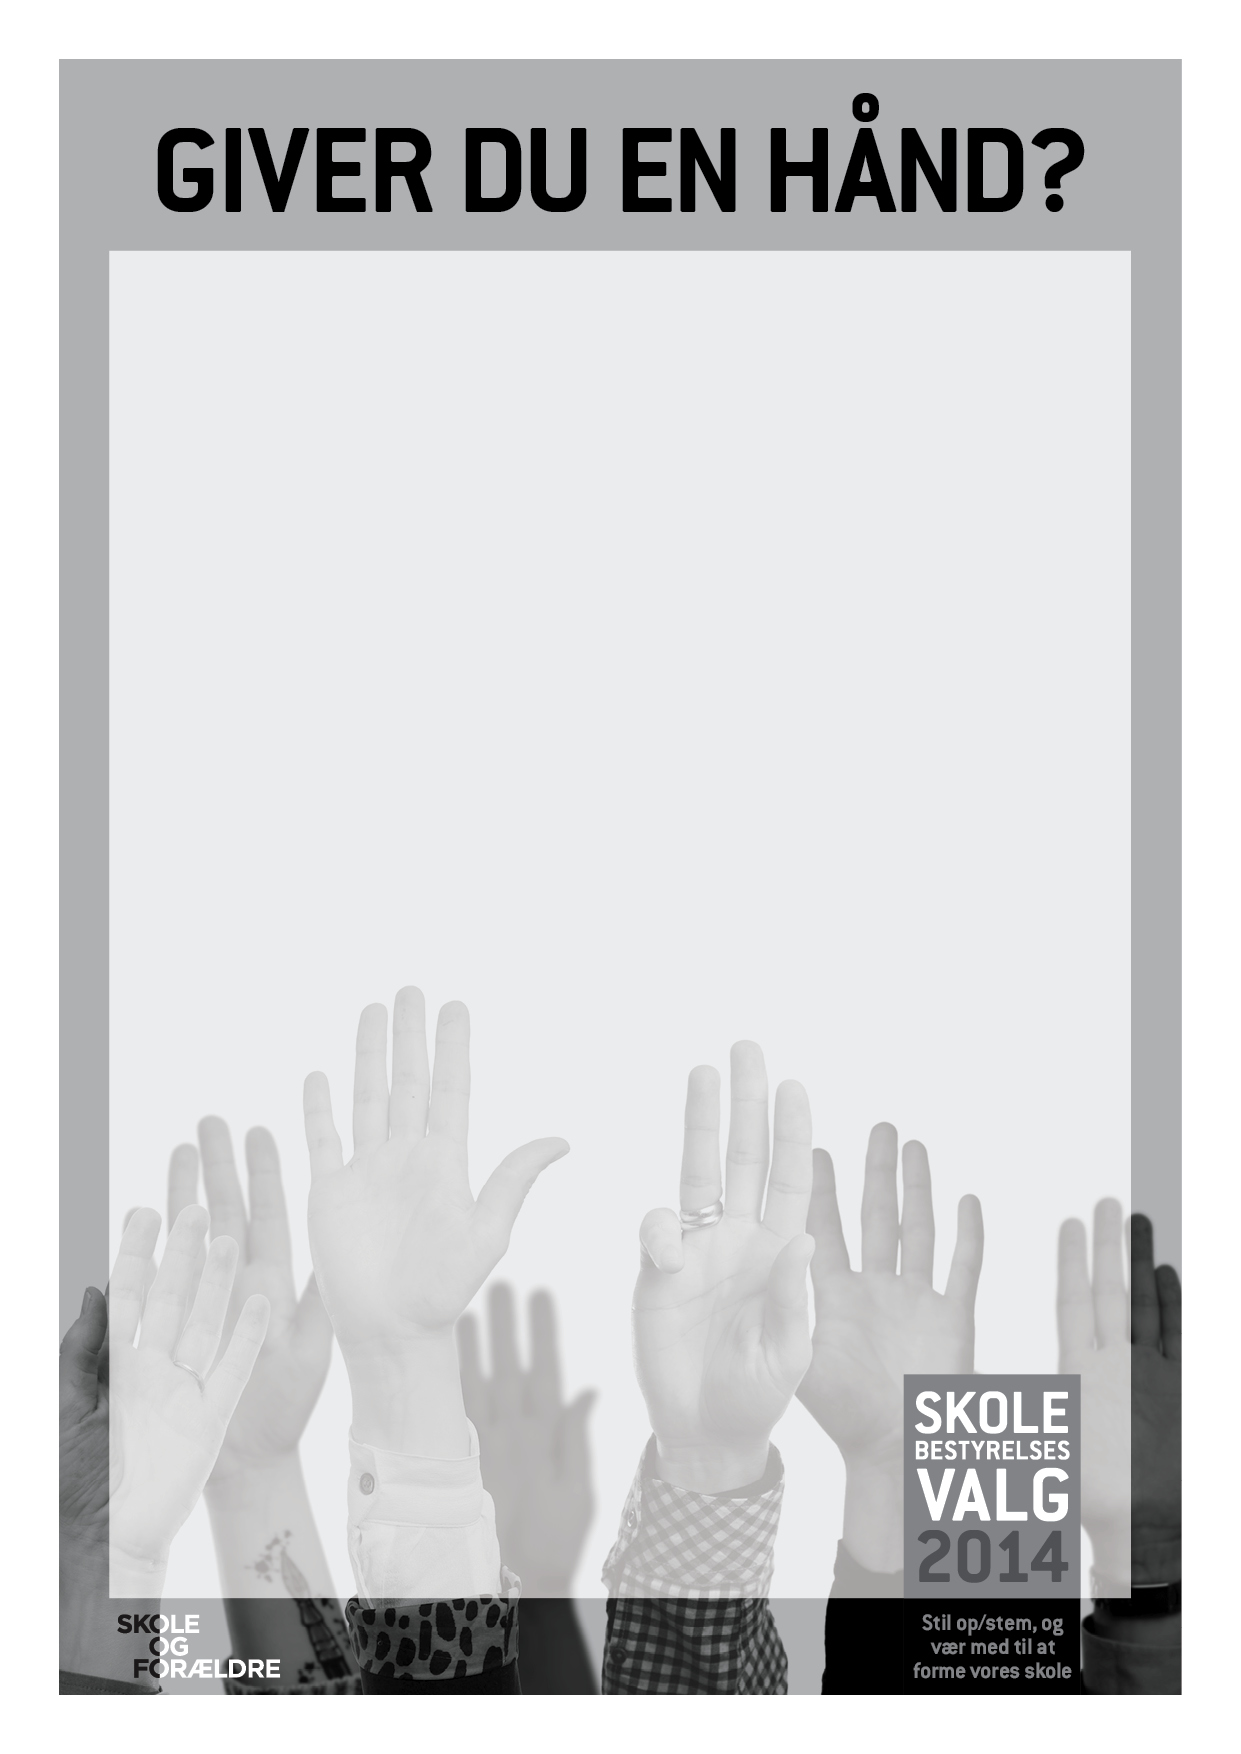 GIVER DU EN HÅND?
SKOLE
BESTYRELSES
VALG
2014
SKOLE
OG
FORÆLDRE
Stil op/stem, og
vær med til at
forme vores skole